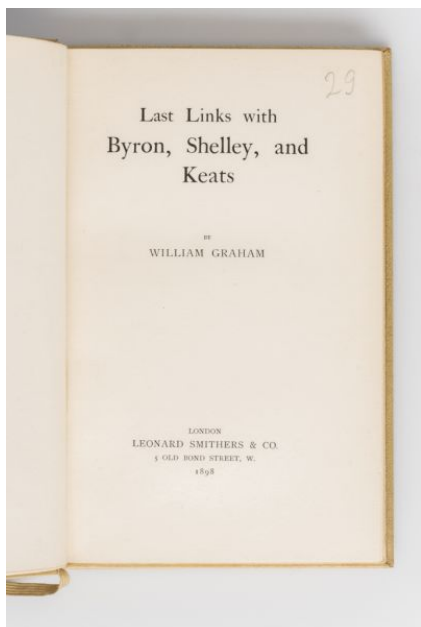 29
Last Links with
Byron, Shelley, and
Keats
BY
WILLIAM GRAHAM
LONDON
LEONARD SMITHERS & CO.
5 OLD BOND STREET, W.
1898